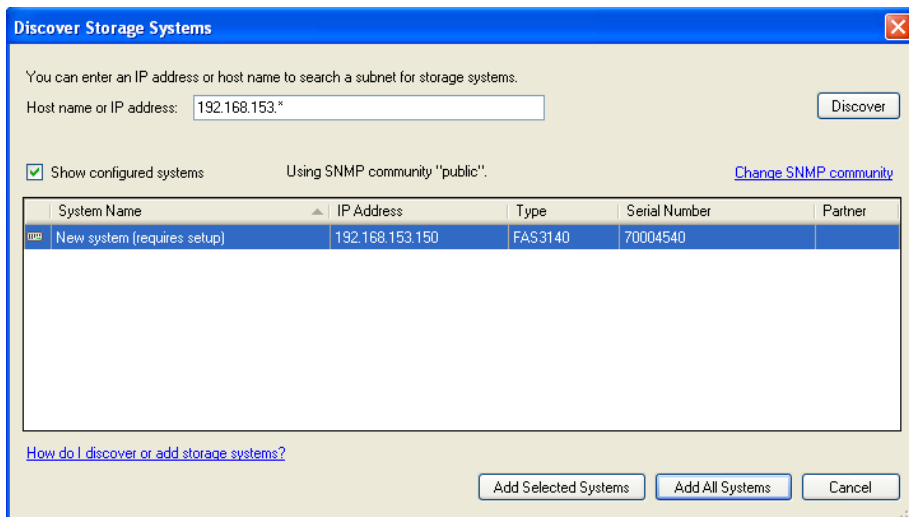 Discover Storage Systems
You can enter an IP address or host name to search a subnet for storage systems.
Host name or IP address: 192.168.153.* Discover
Show configured systems Using SNMP community "public". Change SNMP community
System Name IP Address Type Serial Number Partner
New system (requires setup) 192.168.153.150 FAS3140 70004540
How do I discover or add storage systems?
Add Selected Systems Add All Systems Cancel